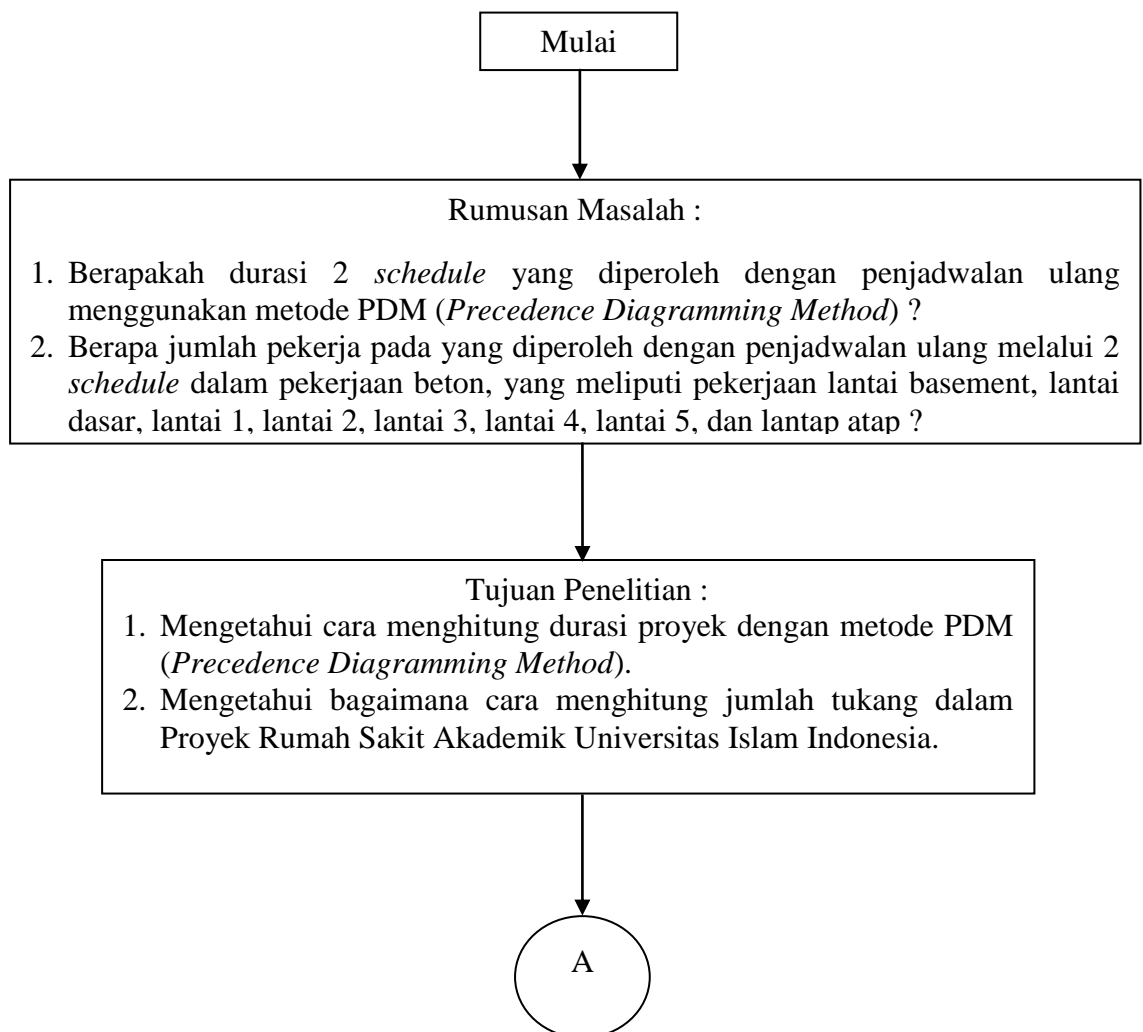 Mulai
Rumusan Masalah :
1. Berapakah durasi 2 schedule yang diperoleh dengan penjadwalan ulang
menggunakan metode PDM (Precedence Diagramming Method) ?
2. Berapa jumlah pekerja pada yang diperoleh dengan penjadwalan ulang melalui 2
schedule dalam pekerjaan beton, yang meliputi pekerjaan lantai basement, lantai
dasar, lantai 1, lantai 2, lantai 3, lantai 4, lantai 5, dan lantap atap ?
Tujuan Penelitian :
1. Mengetahui cara menghitung durasi proyek dengan metode PDM
(Precedence Diagramming Method).
2. Mengetahui bagaimana cara menghitung jumlah tukang dalam
Proyek Rumah Sakit Akademik Universitas Islam Indonesia.
A